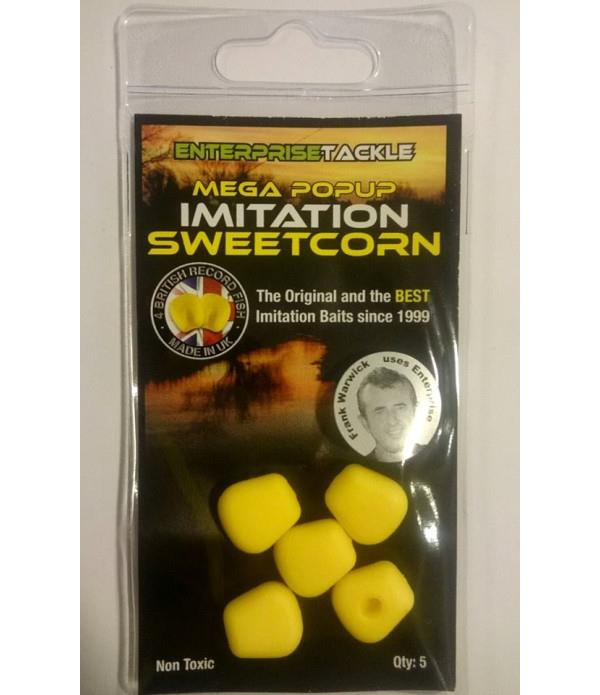 ENTERPRISETACKLE
MEGA POPUP
IMITATION
SWEETCORN
4 BRITISH RECORD FISH
· MADE IN UK ·
The Original and the BEST
Imitation Baits since 1999
Frank Warwick uses Enterprise
Non Toxic
Qty: 5